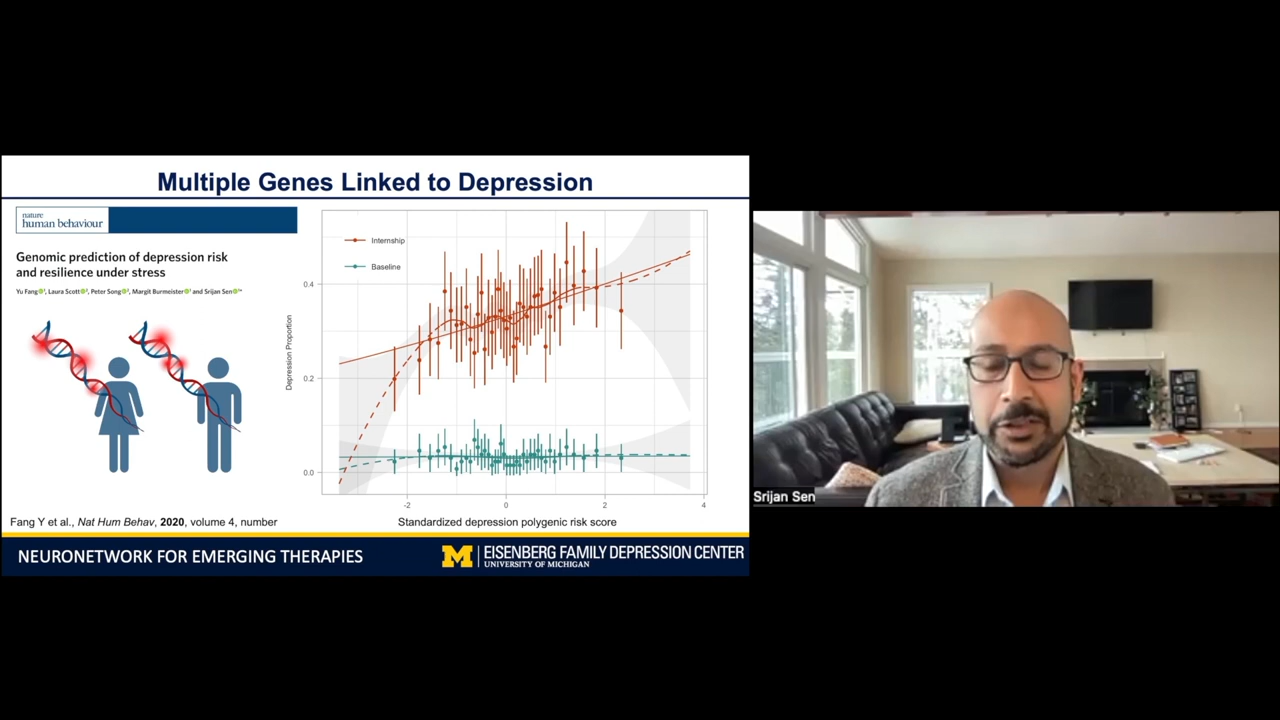 Multiple Genes Linked to Depression
nature
human behaviour
Genomic prediction of depression risk
and resilience under stress
Yu Fang, Laura Scott, Peter Song, Margit Burmeister and Srijan Sen
Fang Y et al., Nat Hum Behav, 2020, volume 4, number
Internship
Baseline
Depression Proportion
0.4
0.2
0.0
-2
0
2
4
Standardized depression polygenic risk score
NEURONETWORK FOR EMERGING THERAPIES
M
EISENBERG FAMILY DEPRESSION CENTER
UNIVERSITY OF MICHIGAN
Srijan Sen